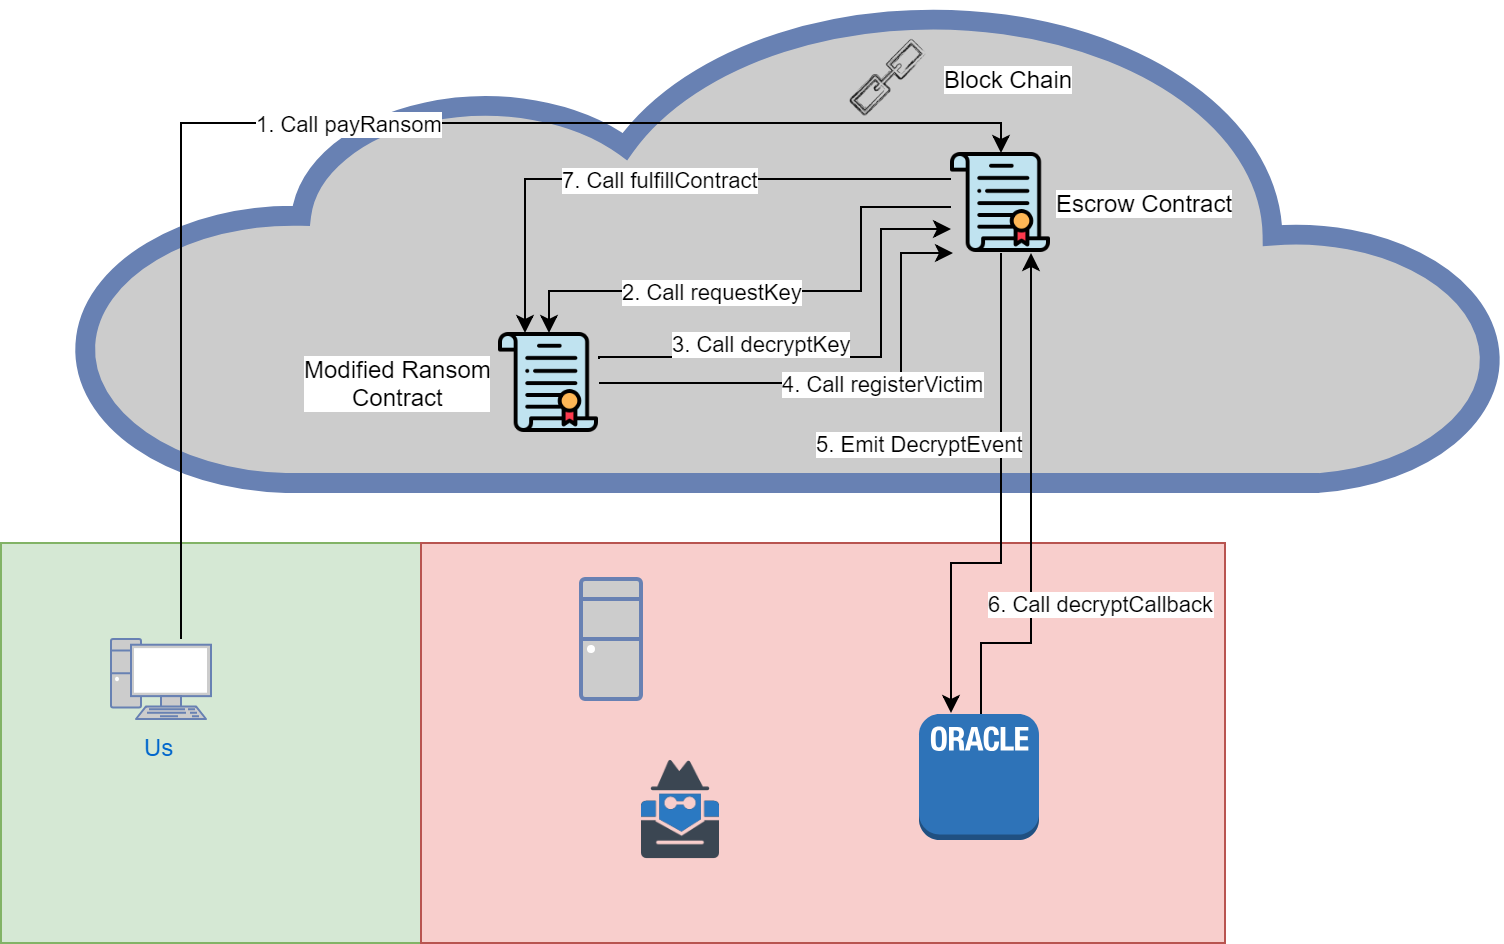 Block Chain
1. Call payRansom
7. Call fulfillContract
Escrow Contract
2. Call requestKey
3. Call decryptKey
Modified Ransom
Contract
4. Call registerVictim
5. Emit DecryptEvent
6. Call decryptCallback
Us
ORACLE